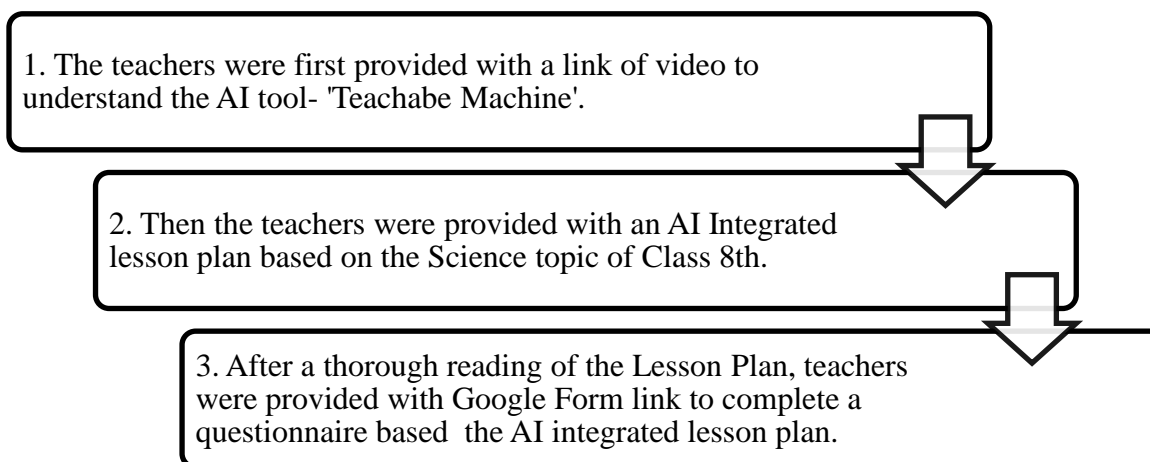 1. The teachers were first provided with a link of video to
understand the AI tool- 'Teachabe Machine'.
2. Then the teachers were provided with an AI Integrated
lesson plan based on the Science topic of Class 8th.
3. After a thorough reading of the Lesson Plan, teachers
were provided with Google Form link to complete a
questionnaire based  the AI integrated lesson plan.